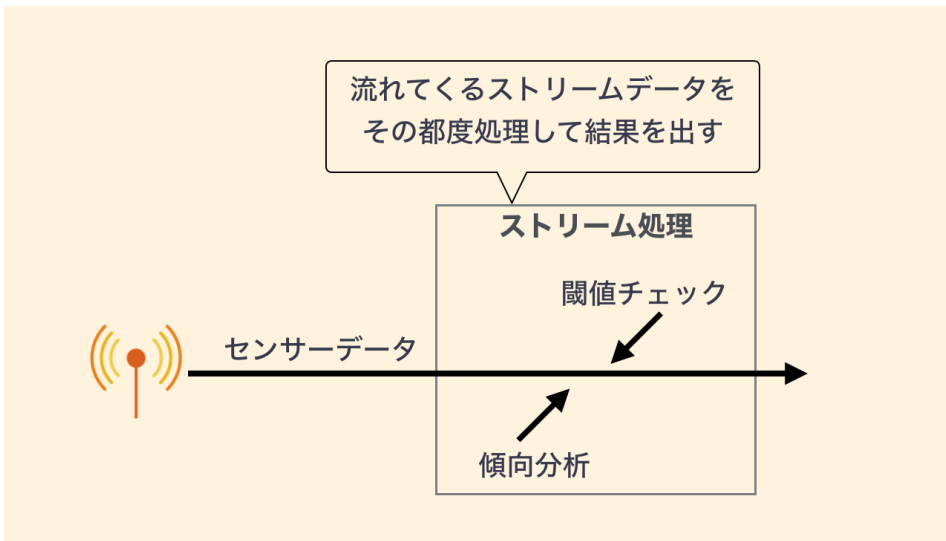 流れてくるストリームデータを
その都度処理して結果を出す
ストリーム処理
閾値チェック
センサーデータ
傾向分析